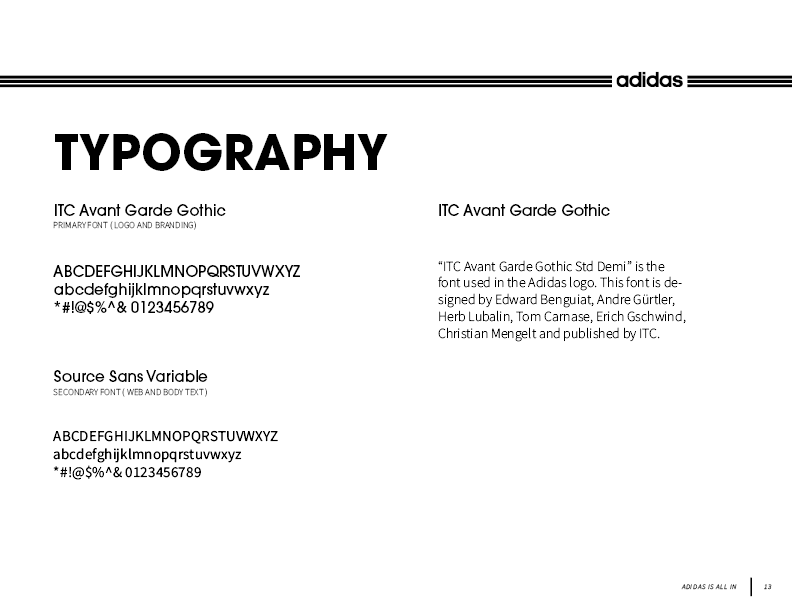 adidas
TYPOGRAPHY
ITC Avant Garde Gothic
PRIMARY FONT (LOGO AND BRANDING)
ABCDEFGHIJKLMNOPQRSTUVWXYZ
abcdefghijklmnopqrstuvwxyz
*#!@$%^& 0123456789
Source Sans Variable
SECONDARY FONT ( WEB AND BODY TEXT )
ABCDEFGHIJKLMNOPQRSTUVWXYZ
abcdefghijklmnopqrstuvwxyz
*#!@$%^& 0123456789
ITC Avant Garde Gothic
“ITC Avant Garde Gothic Std Demi” is the
font used in the Adidas logo. This font is de-
signed by Edward Benguiat, Andre Gürtler,
Herb Lubalin, Tom Carnase, Erich Gschwind,
Christian Mengelt and published by ITC.
ADIDAS IS ALL IN
13